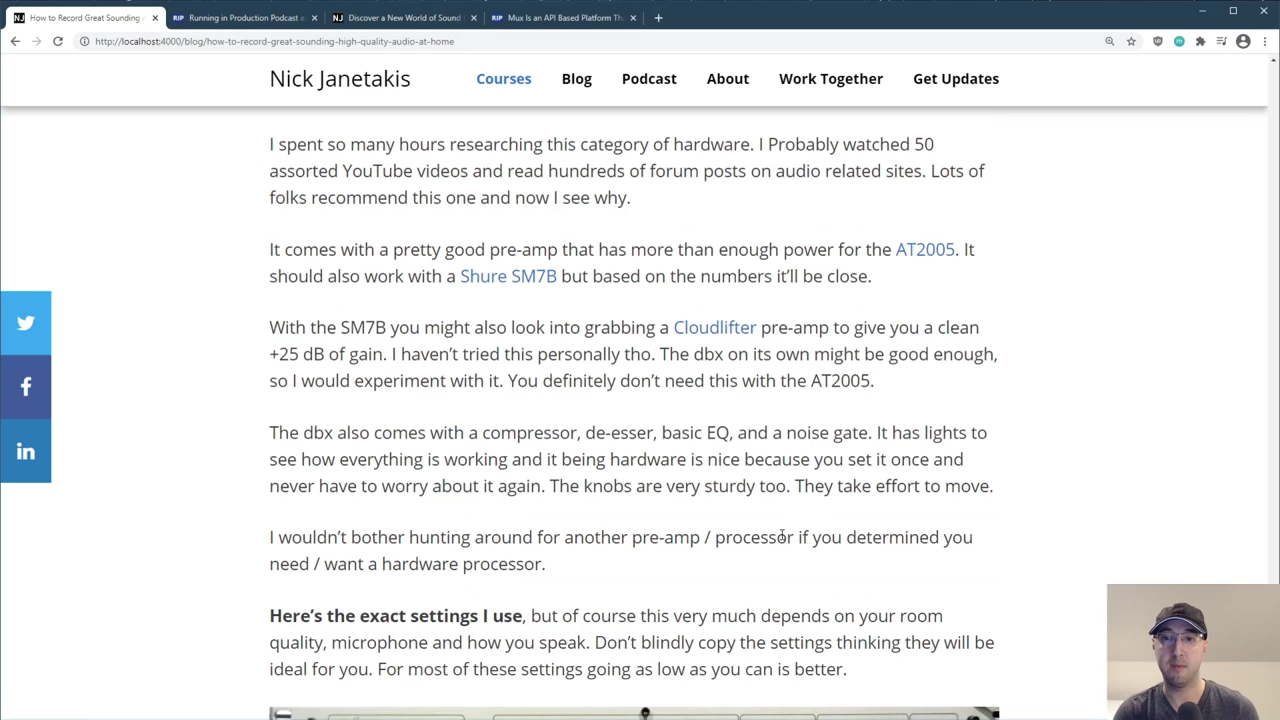 How to Record Great Sounding
Running in Production Podcast a
Discover a New World of Sound
Mux Is an API Based Platform Th
http://localhost:4000/blog/how-to-record-great-sounding-high-quality-audio-at-home
Nick Janetakis
Courses
Blog
Podcast
About
Work Together
Get Updates
I spent so many hours researching this category of hardware. I Probably watched 50
assorted YouTube videos and read hundreds of forum posts on audio related sites. Lots of
folks recommend this one and now I see why.
It comes with a pretty good pre-amp that has more than enough power for the AT2005. It
should also work with a Shure SM7B but based on the numbers it’ll be close.
With the SM7B you might also look into grabbing a Cloudlifter pre-amp to give you a clean
+25 dB of gain. I haven’t tried this personally tho. The dbx on its own might be good enough,
so I would experiment with it. You definitely don’t need this with the AT2005.
The dbx also comes with a compressor, de-esser, basic EQ, and a noise gate. It has lights to
see how everything is working and it being hardware is nice because you set it once and
never have to worry about it again. The knobs are very sturdy too. They take effort to move.
I wouldn’t bother hunting around for another pre-amp / processor if you determined you
need / want a hardware processor.
Here’s the exact settings I use, but of course this very much depends on your room
quality, microphone and how you speak. Don’t blindly copy the settings thinking they will be
ideal for you. For most of these settings going as low as you can is better.